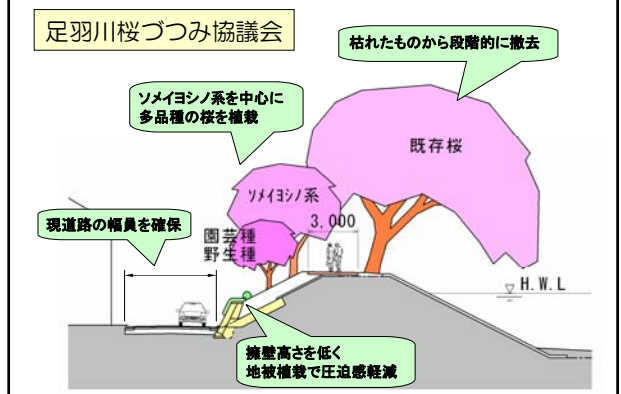 足羽川桜づつみ協議会
枯れたものから段階的に撤去
ソメイヨシノ系を中心に
多品種の桜を植栽
既存桜
ソメイヨシノ系
3,000
現道路の幅員を確保
園芸種
野生種
H.W.L
擁壁高さを低く
地被植栽で圧迫感軽減